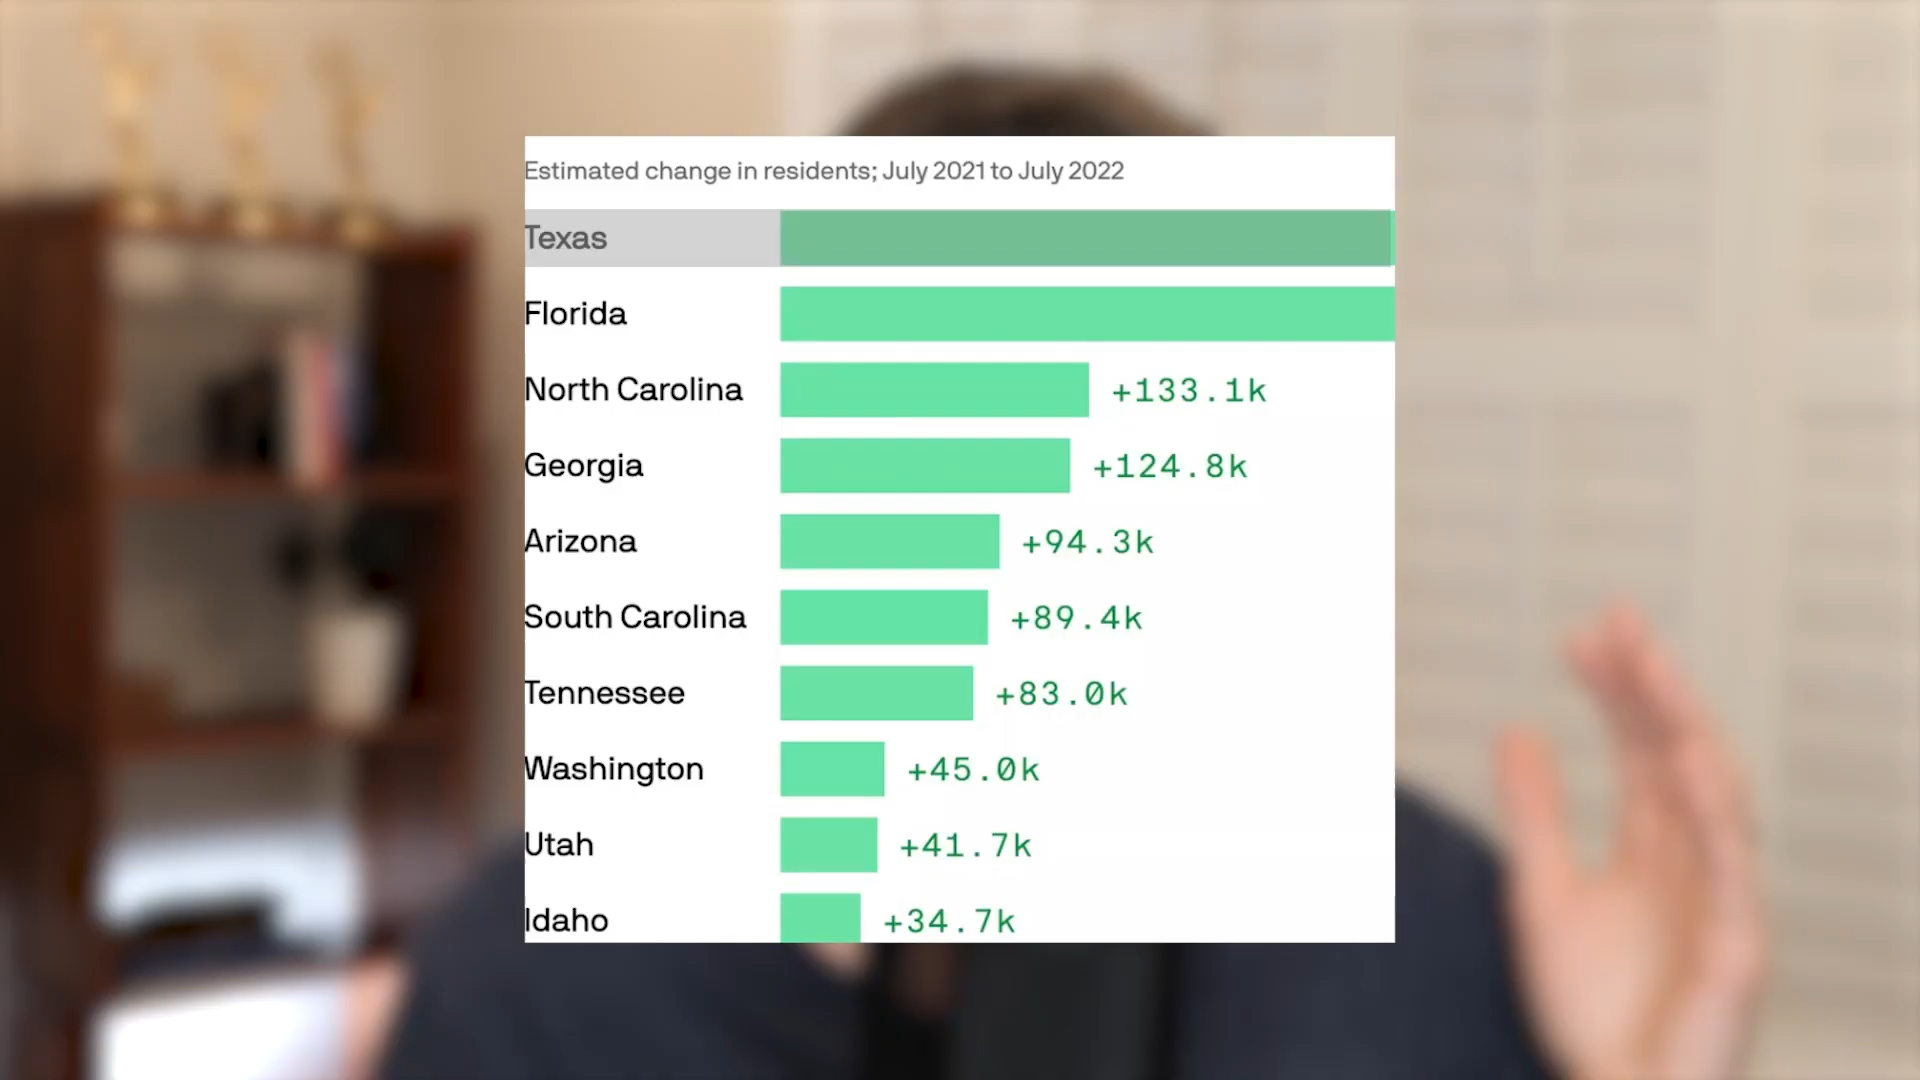 Estimated change in residents; July 2021 to July 2022
Texas
Florida
North Carolina +133.1k
Georgia +124.8k
Arizona +94.3k
South Carolina +89.4k
Tennessee +83.0k
Washington +45.0k
Utah +41.7k
Idaho +34.7k